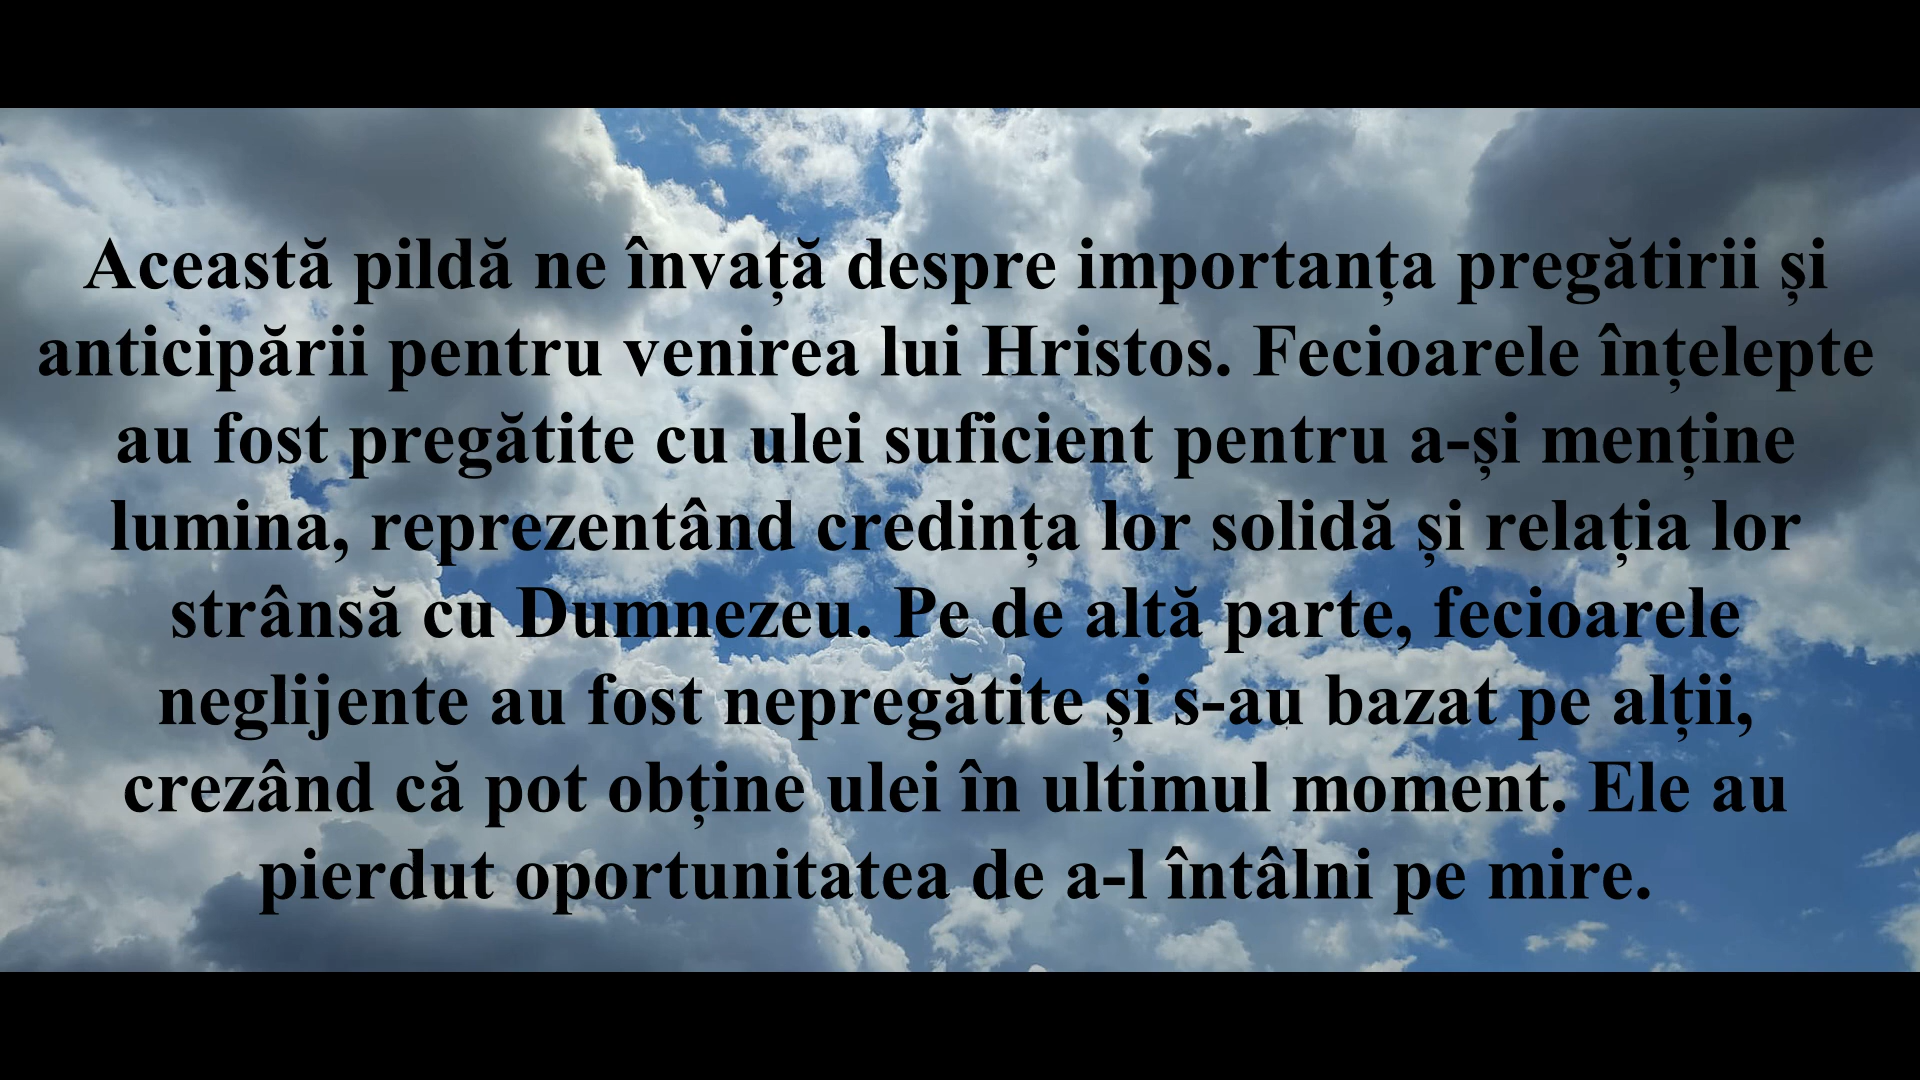 Această pildă ne învață despre importanța pregătirii și
anticipării pentru venirea lui Hristos. Fecioarele înțelepte
au fost pregătite cu ulei suficient pentru a-și menține
lumina, reprezentând credința lor solidă și relația lor
strânsă cu Dumnezeu. Pe de altă parte, fecioarele
neglijente au fost nepregătite și s-au bazat pe alții,
crezând că pot obține ulei în ultimul moment. Ele au
pierdut oportunitatea de a-l întâlni pe mire.